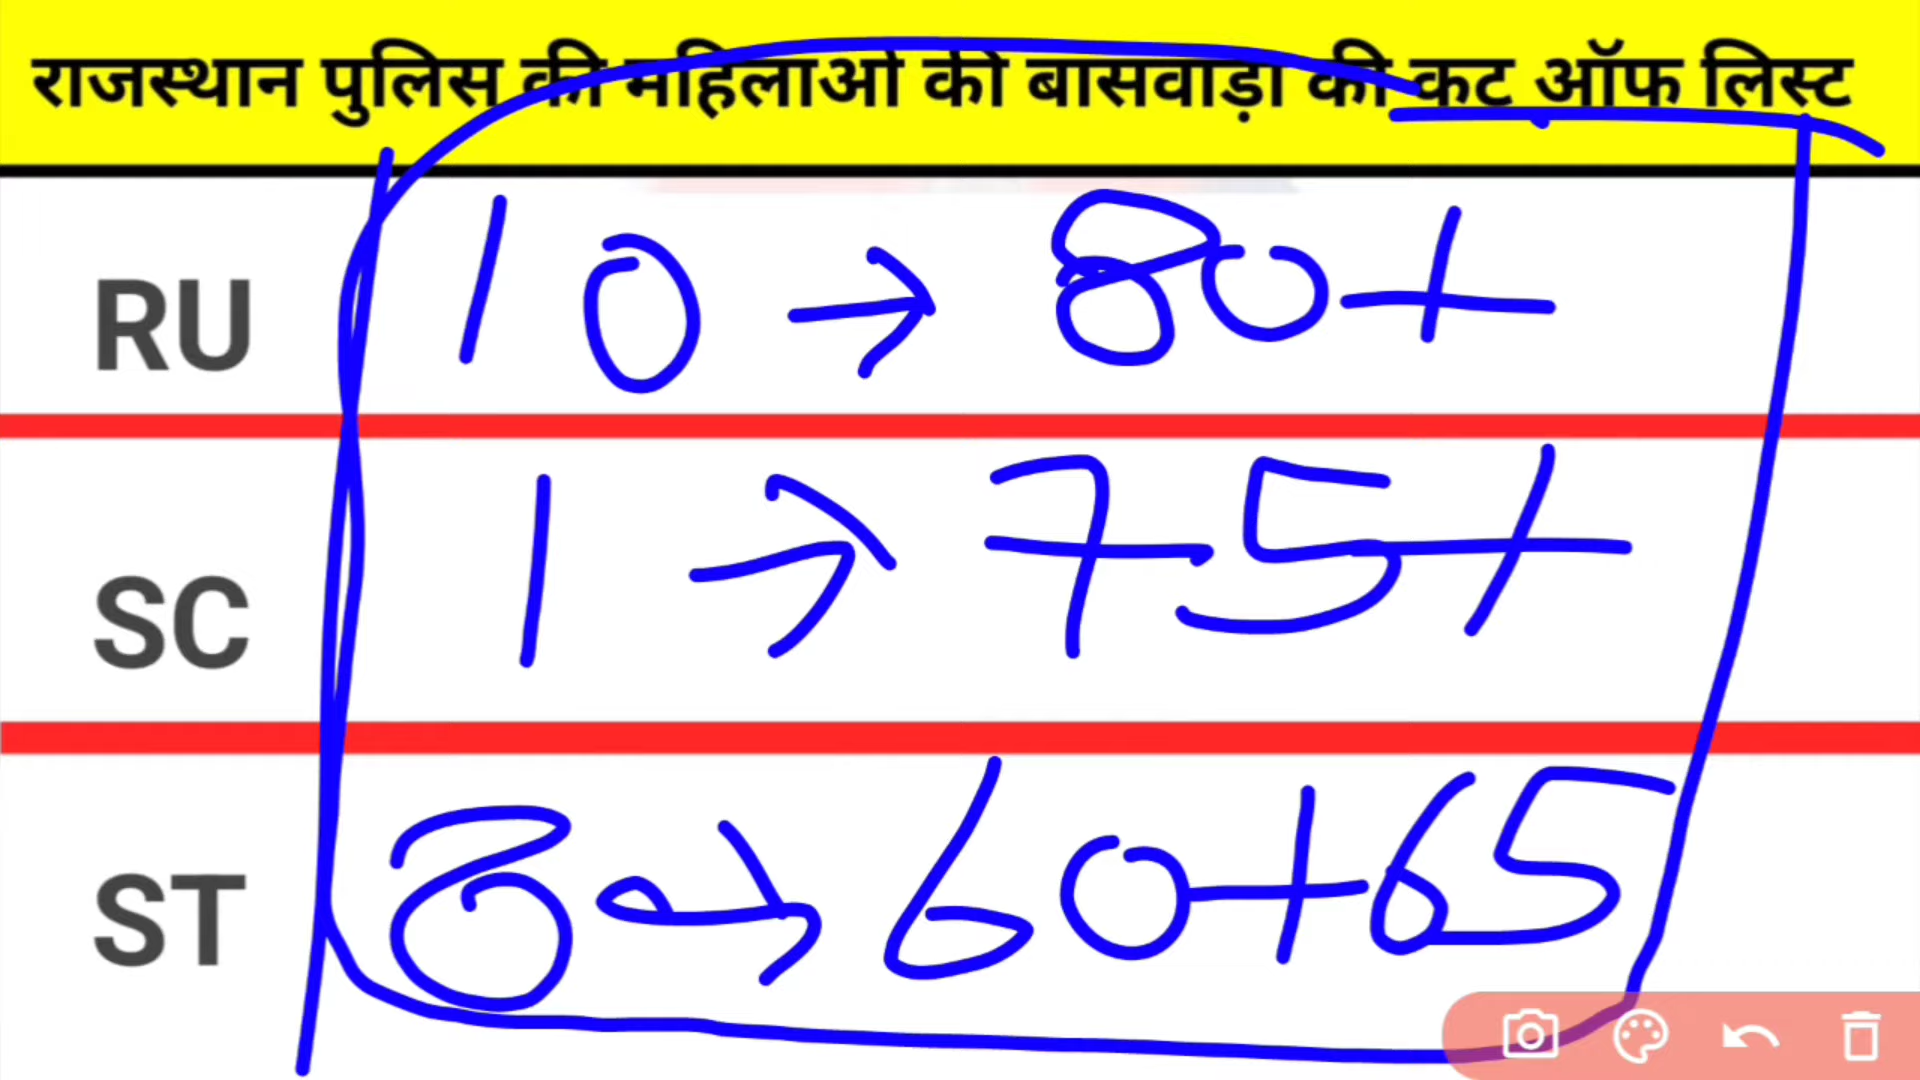 राजस्थान पुलिस की महिलाओं की बासवाड़ा की कट ऑफ लिस्ट
RU 10 → 80+
SC 1 → 75+
ST 8 → 60+65